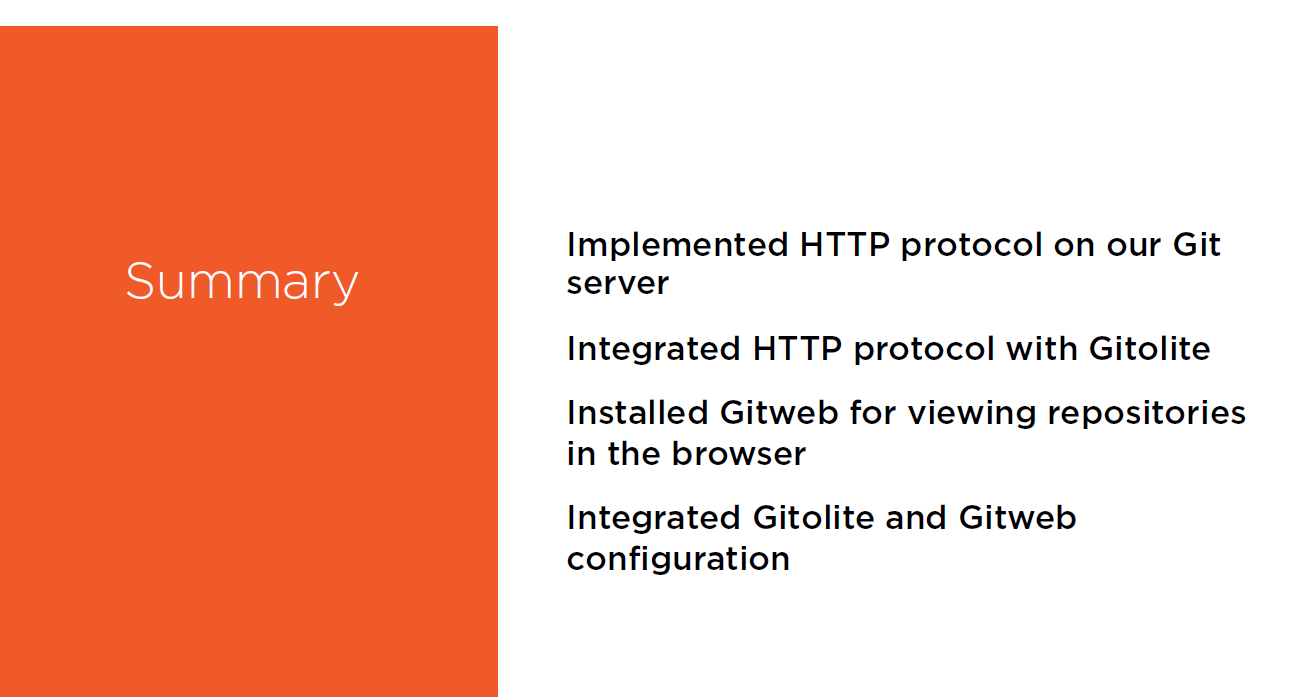 Summary
Implemented HTTP protocol on our Git
server
Integrated HTTP protocol with Gitolite
Installed Gitweb for viewing repositories
in the browser
Integrated Gitolite and Gitweb
configuration